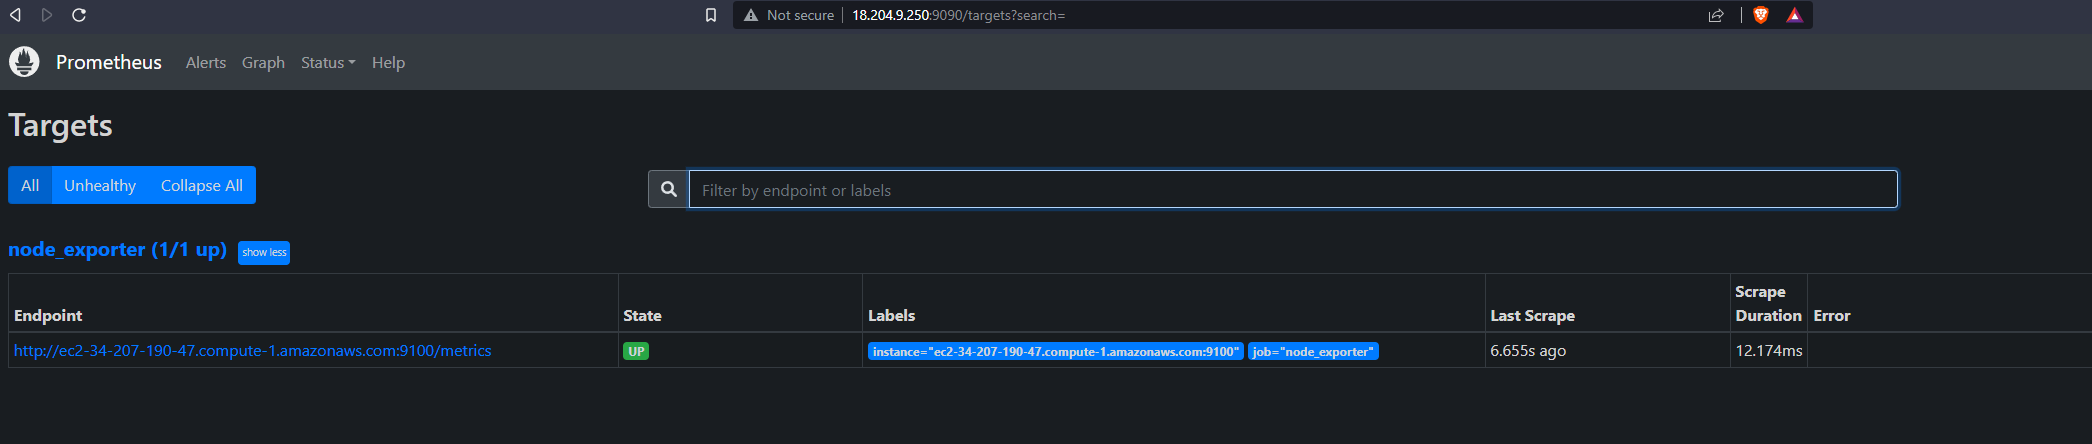 Not secure 18.204.9.250:9090/targets?search=
Prometheus Alerts Graph Status Help
Targets
All Unhealthy Collapse All
Filter by endpoint or labels
node_exporter (1/1 up) show less
Endpoint State Labels Last Scrape Scrape Duration Error
http://ec2-34-207-190-47.compute-1.amazonaws.com:9100/metrics UP instance="ec2-34-207-190-47.compute-1.amazonaws.com:9100" job="node_exporter" 6.655s ago 12.174ms